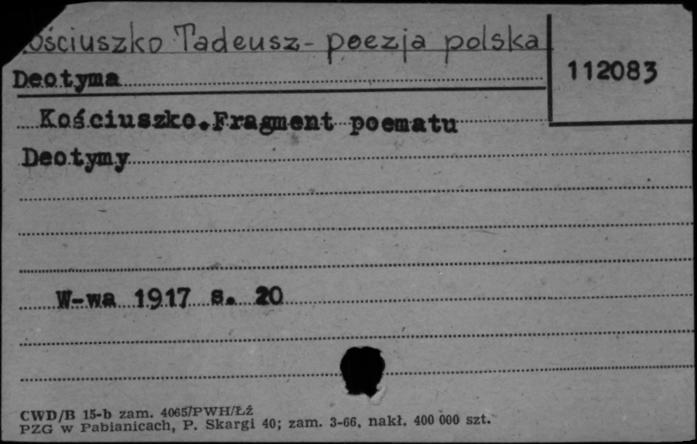 Kościuszko Tadeusz - poezja polska
112083
Deotyma
Kościuszko.Fragment poematu
Deotymy
W-wa 1917 s. 20
CWD/B 15-b zam. 4065/PWH/Łż
PZG w Pabianicach, P. Skargi 40; zam. 3-66, nakł. 400 000 szt.